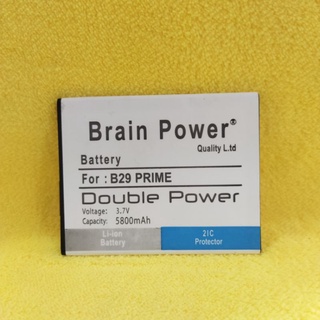 Brain Power®
Quality L.td
Battery
For : B29 PRIME
Double Power
Voltage: 3.7V
Capacity: 5800mAh
Li-ion
Battery
2IC
Protector